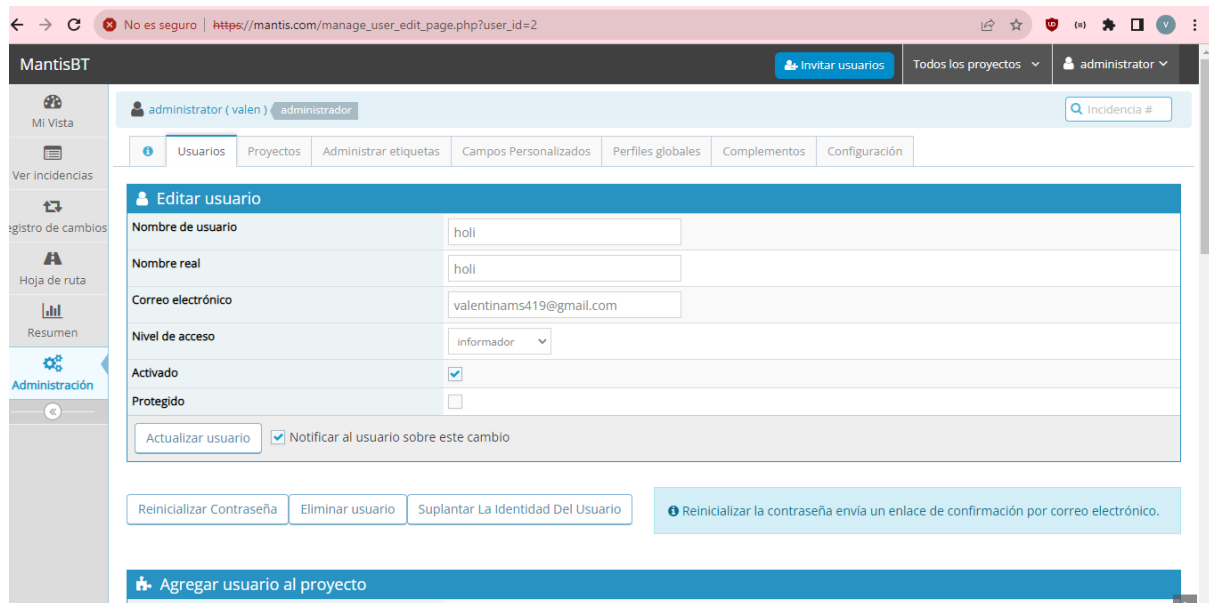 No es seguro | https://mantis.com/manage_user_edit_page.php?user_id=2
V
MantisBT
Invitar usuarios
Todos los proyectos
administrator
Mi Vista
Ver incidencias
egistro de cambios
Hoja de ruta
Resumen
Administración
administrator ( valen ) administrador
Incidencia #
Usuarios Proyectos Administrar etiquetas Campos Personalizados Perfiles globales Complementos Configuración
Editar usuario
Nombre de usuario holi
Nombre real holi
Correo electrónico valentinams419@gmail.com
Nivel de acceso informador
Activado
Protegido
Actualizar usuario Notificar al usuario sobre este cambio
Reinicializar Contraseña Eliminar usuario Suplantar La Identidad Del Usuario
Reinicializar la contraseña envía un enlace de confirmación por correo electrónico.
Agregar usuario al proyecto